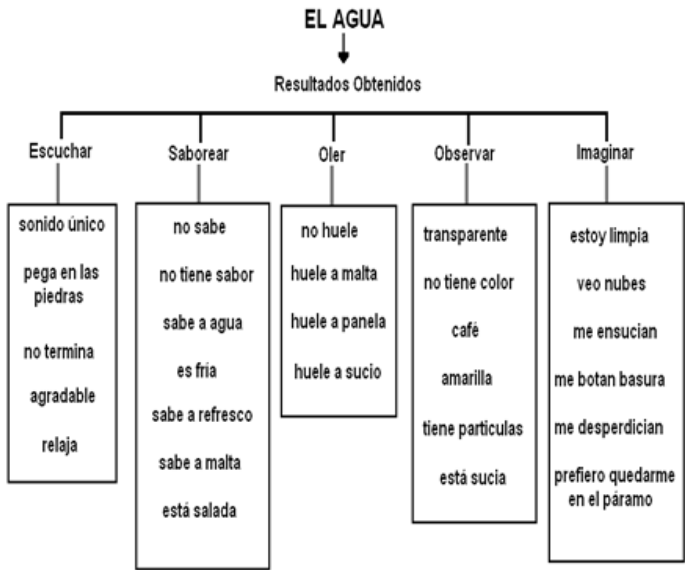 EL AGUA
Resultados Obtenidos
Escuchar
sonido único
pega en las
piedras
no termina
agradable
relaja
Saborear
no sabe
no tiene sabor
sabe a agua
es fría
sabe a refresco
sabe a malta
está salada
Oler
no huele
huele a malta
huele a panela
huele a sucio
Observar
transparente
no tiene color
café
amarilla
tiene particulas
está sucia
Imaginar
estoy limpia
veo nubes
me ensucian
me botan basura
me desperdician
prefiero quedarme
en el páramo